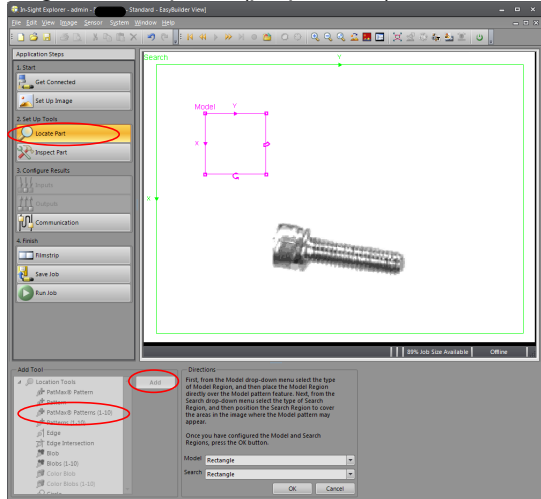 In-Sight Explorer - admin - Standard - EasyBuilder View]
File Edit View Image Sensor System Window Help
Application Steps
1. Start
Get Connected
Set Up Image
2. Set Up Tools
Locate Part
Inspect Part
3. Configure Results
Inputs
Outputs
Communication
4. Finish
Filmstrip
Save Job
Run Job
Search
Y
Model Y
X
X
89% Job Size Available Offline
Add Tool
Location Tools
PatMax® Pattern
Pattern
PatMax® Patterns (1-10)
Patterns (1-10)
Edge
Edge Intersection
Blob
Blobs (1-10)
Color Blob
Color Blobs (1-10)
Circle
Add
Directions
First, from the Model drop-down menu select the type
of Model Region, and then place the Model Region
directly over the Model pattern feature. Next, from the
Search drop-down menu select the type of Search
Region, and then position the Search Region to cover
the areas in the image where the Model pattern may
appear.
Once you have configured the Model and Search
Regions, press the OK button.
Model Rectangle
Search Rectangle
OK Cancel